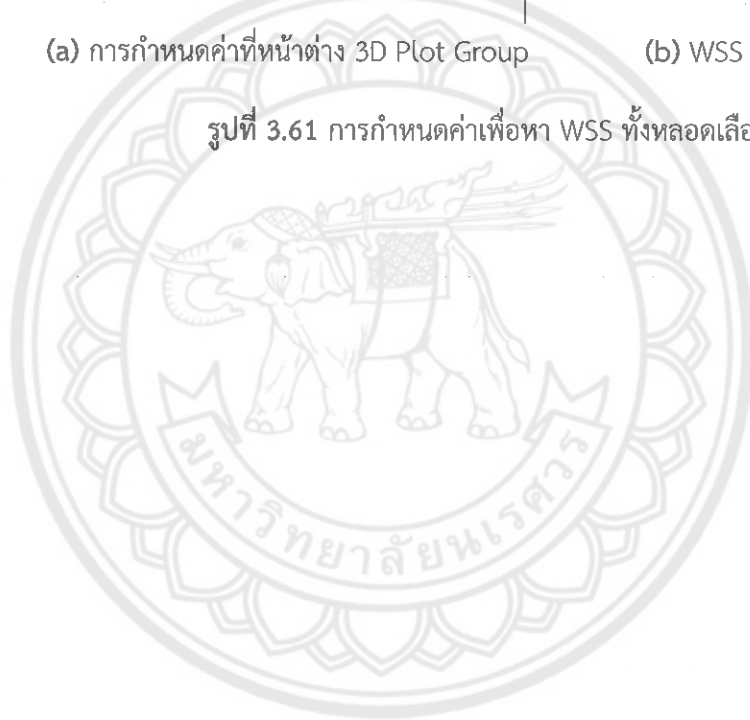 (a) การกำหนดค่าที่หน้าต่าง 3D Plot Group (b) WSS
รูปที่ 3.61 การกำหนดค่าเพื่อหา WSS ทั้งหลอดเลือ
มหาวิทยาลัยนเรศวร